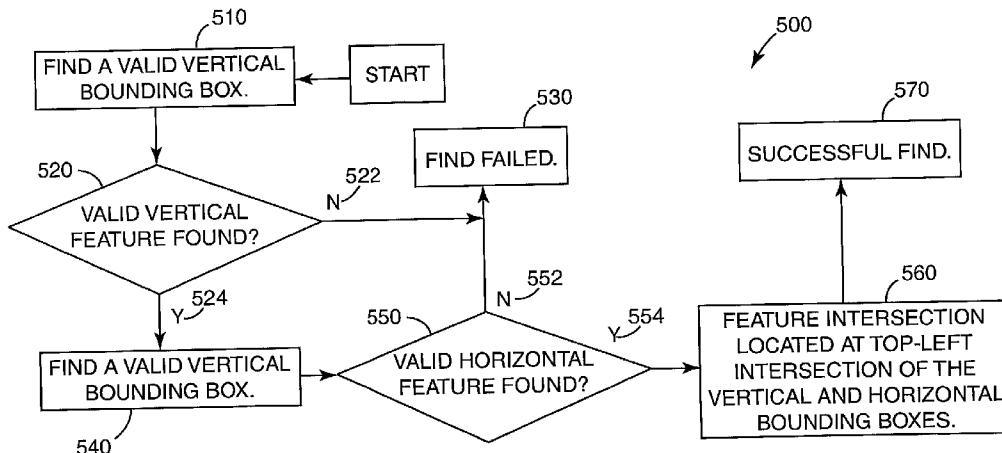 510
FIND A VALID VERTICAL
BOUNDING BOX.
START
500
530
FIND FAILED.
570
SUCCESSFUL FIND.
520
VALID VERTICAL
FEATURE FOUND?
N 522
Y 524
FIND A VALID VERTICAL
BOUNDING BOX.
540
550
VALID HORIZONTAL
FEATURE FOUND?
N 552
Y 554
560
FEATURE INTERSECTION
LOCATED AT TOP-LEFT
INTERSECTION OF THE
VERTICAL AND HORIZONTAL
BOUNDING BOXES.